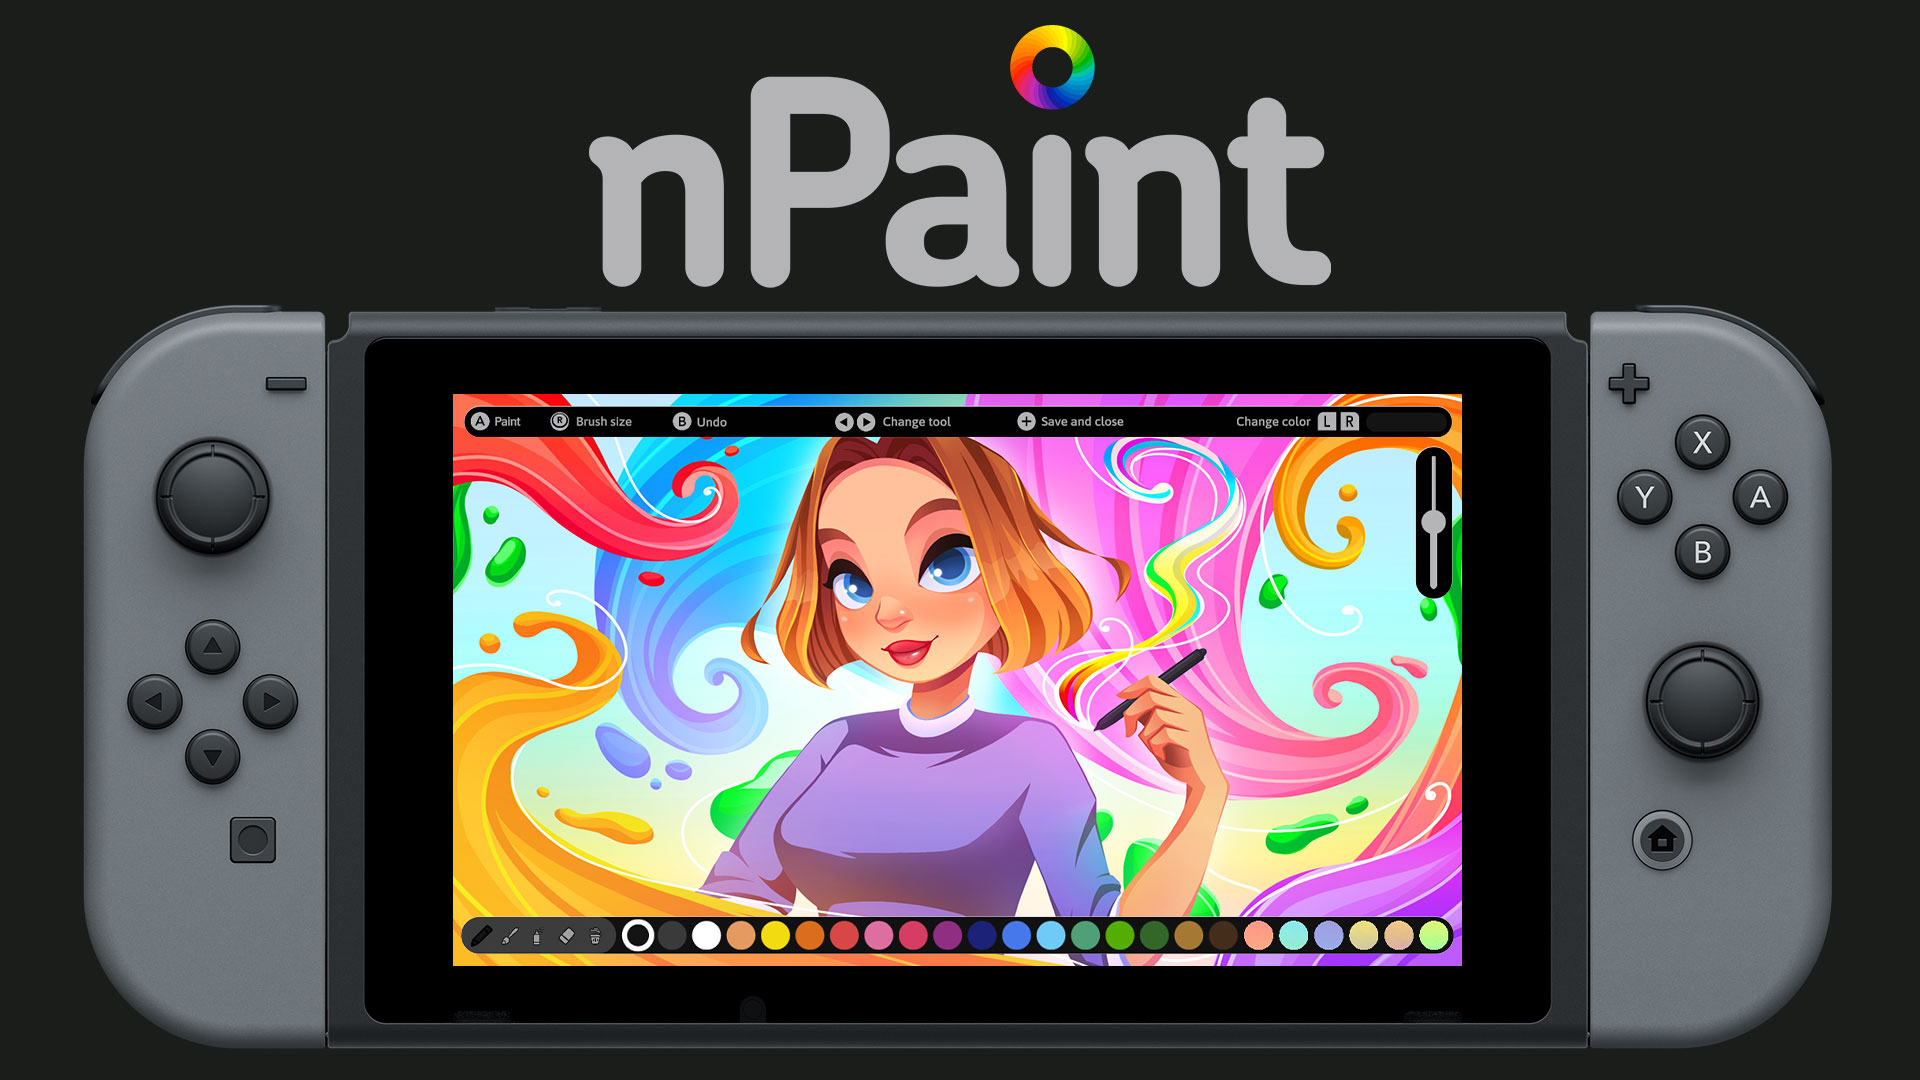 nPaint
A Paint R Brush size B Undo Change tool + Save and close Change color L R
X
Y A
B